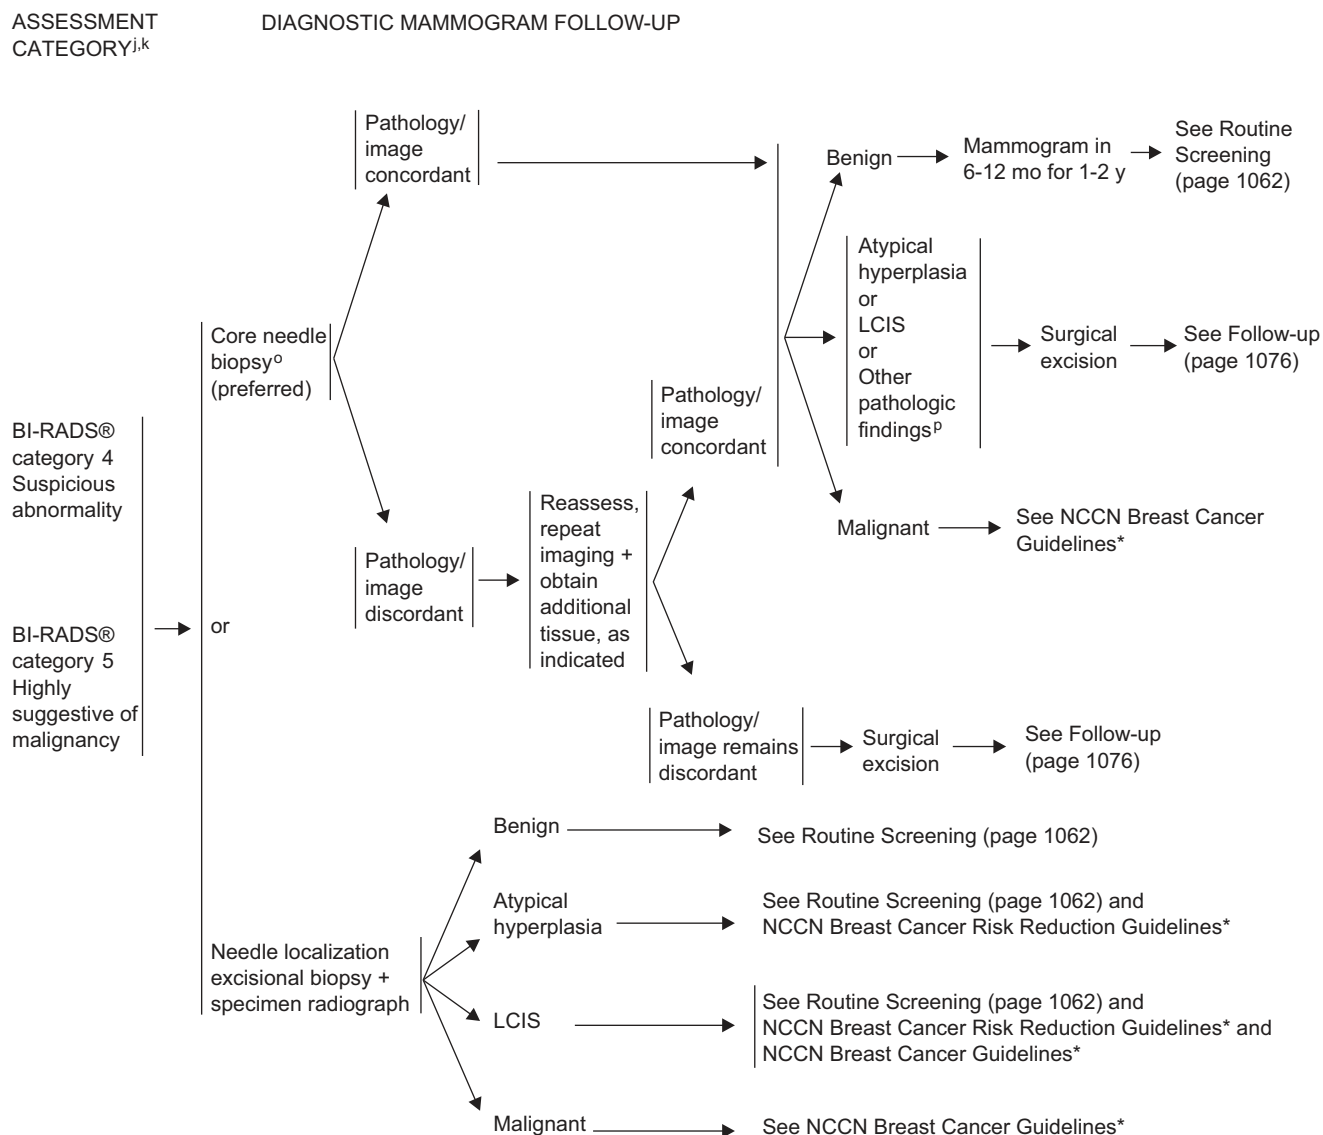 ASSESSMENT
CATEGORYj,k
DIAGNOSTIC MAMMOGRAM FOLLOW-UP
BI-RADS®
category 4
Suspicious
abnormality
BI-RADS®
category 5
Highly
suggestive of
malignancy
Core needle
biopsyo
(preferred)
or
Needle localization
excisional biopsy +
specimen radiograph
Pathology/
image
concordant
Pathology/
image
discordant
Reassess,
repeat
imaging +
obtain
additional
tissue, as
indicated
Pathology/
image
concordant
Pathology/
image remains
discordant
Surgical
excision
See Follow-up
(page 1076)
Benign
Mammogram in
6-12 mo for 1-2 y
See Routine
Screening
(page 1062)
Atypical
hyperplasia
or
LCIS
or
Other
pathologic
findingsp
Surgical
excision
See Follow-up
(page 1076)
Malignant
See NCCN Breast Cancer
Guidelines*
Benign
See Routine Screening (page 1062)
Atypical
hyperplasia
See Routine Screening (page 1062) and
NCCN Breast Cancer Risk Reduction Guidelines*
LCIS
See Routine Screening (page 1062) and
NCCN Breast Cancer Risk Reduction Guidelines* and
NCCN Breast Cancer Guidelines*
Malignant
See NCCN Breast Cancer Guidelines*